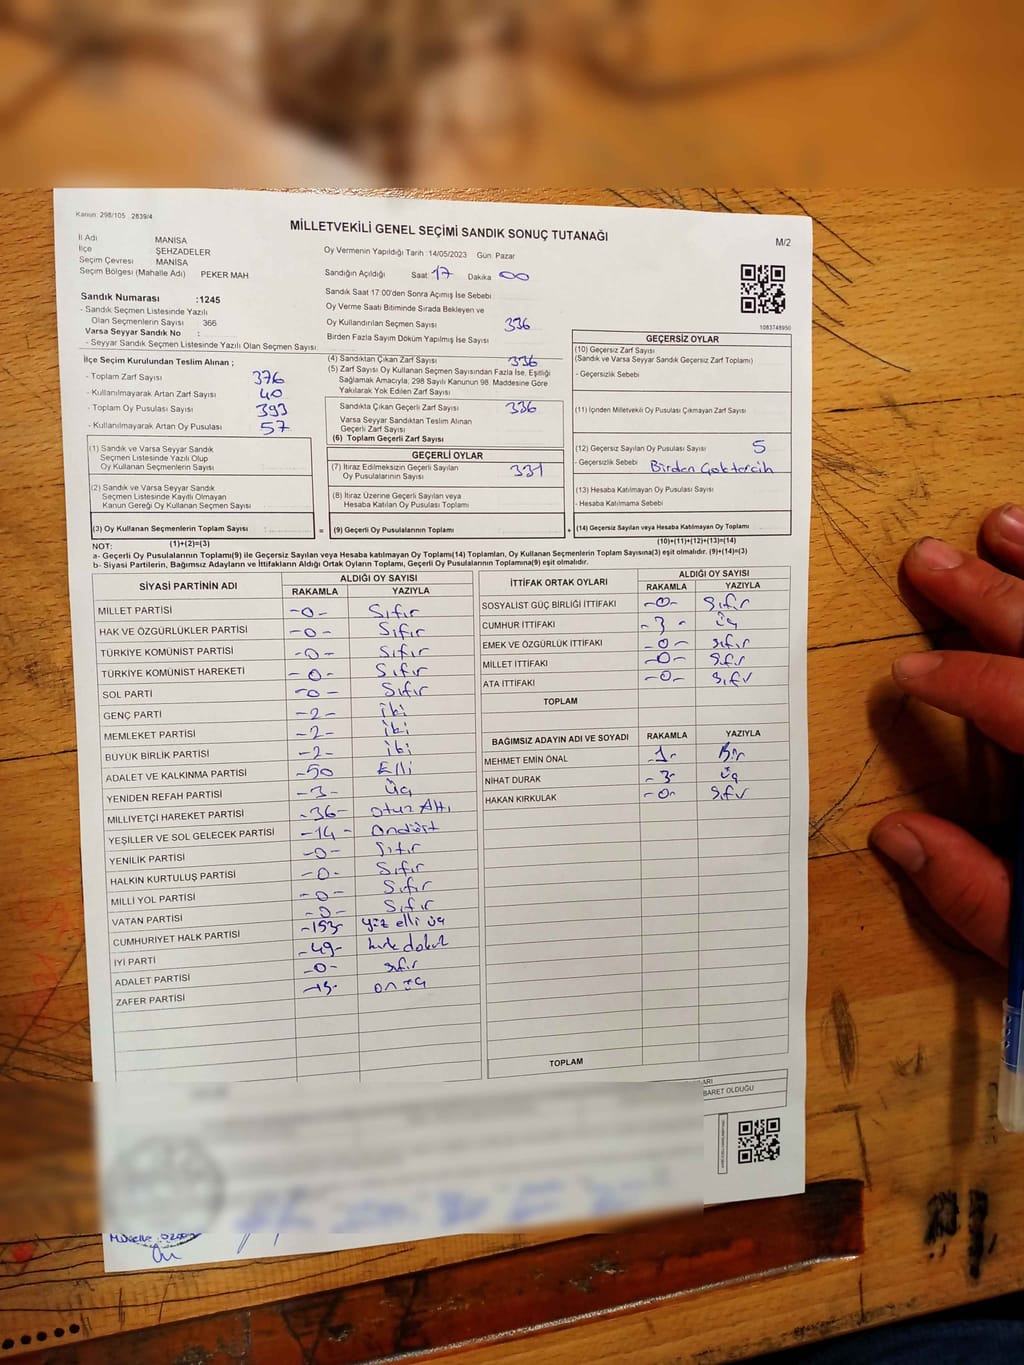 Kanun: 298/105 , 2839/4
MİLLETVEKİLİ GENEL SEÇİMİ SANDIK SONUÇ TUTANAĞI
M/2
İl Adı MANİSA
İlçe ŞEHZADELER
Seçim Çevresi MANİSA
Seçim Bölgesi (Mahalle Adı) PEKER MAH
Oy Vermenin Yapıldığı Tarih :14/05/2023 Gün: Pazar
Sandığın Açıldığı Saat: 17 Dakika 00
Sandık Saat 17:00'den Sonra Açımış İse Sebebi
Oy Verme Saati Bitiminde Sırada Bekleyen ve
Oy Kullandırılan Seçmen Sayısı 336
Birden Fazla Sayım Döküm Yapılmış İse Sayısı
1083748950
Sandık Numarası :1245
- Sandık Seçmen Listesinde Yazılı
Olan Seçmenlerin Sayısı 366
Varsa Seyyar Sandık No :
- Seyyar Sandık Seçmen Listesinde Yazılı Olan Seçmen Sayısı:
İlçe Seçim Kurulundan Teslim Alınan ;
- Toplam Zarf Sayısı 376
- Kullanılmayarak Artan Zarf Sayısı 40
- Toplam Oy Pusulası Sayısı 393
- Kullanılmayarak Artan Oy Pusulası 57
(1) Sandık ve Varsa Seyyar Sandık
Seçmen Listesinde Yazılı Olup
Oy Kullanan Seçmenlerin Sayısı
(2) Sandık ve Varsa Seyyar Sandık
Seçmen Listesinde Kayıtlı Olmayan
Kanun Gereği Oy Kullanan Seçmen Sayısı
(3) Oy Kullanan Seçmenlerin Toplam Sayısı
(1)+(2)=(3)
(4) Sandıktan Çıkan Zarf Sayısı 336
(5) Zarf Sayısı Oy Kullanan Seçmen Sayısından Fazla İse, Eşitliği
Sağlamak Amacıyla; 298 Sayılı Kanunun 98. Maddesine Göre
Yakılarak Yok Edilen Zarf Sayısı
Sandıkta Çıkan Geçerli Zarf Sayısı 336
Varsa Seyyar Sandıktan Teslim Alınan
Geçerli Zarf Sayısı
(6) Toplam Geçerli Zarf Sayısı
GEÇERLİ OYLAR
(7) İtiraz Edilmeksizin Geçerli Sayılan
Oy Pusulalarının Sayısı 331
(8) İtiraz Üzerine Geçerli Sayılan veya
Hesaba Katılan Oy Pusulaları Toplamı
= (9) Geçerli Oy Pusulalarının Toplamı
GEÇERSİZ OYLAR
(10) Geçersiz Zarf Sayısı
(Sandık ve Varsa Seyyar Sandık Geçersiz Zarf Toplamı)
- Geçersizlik Sebebi
(11) İçinden Milletvekili Oy Pusulası Çıkmayan Zarf Sayısı
(12) Geçersiz Sayılan Oy Pusulası Sayısı 5
- Geçersizlik Sebebi Birden Çok tercih
(13) Hesaba Katılmayan Oy Pusulası Sayısı
- Hesaba Katılmama Sebebi
+ (14) Geçersiz Sayılan veya Hesaba Katılmayan Oy Toplamı
(10)+(11)+(12)+(13)=(14)
NOT:
a- Geçerli Oy Pusulalarının Toplamı(9) ile Geçersiz Sayılan veya Hesaba katılmayan Oy Toplamı(14) Toplamları, Oy Kullanan Seçmenlerin Toplam Sayısına(3) eşit olmalıdır. (9)+(14)=(3)
b- Siyasi Partilerin, Bağımsız Adayların ve İttifakların Aldığı Ortak Oyların Toplamı, Geçerli Oy Pusulalarının Toplamına(9) eşit olmalıdır.
SİYASİ PARTİNİN ADI ALDIĞI OY SAYISI
RAKAMLA YAZIYLA
MİLLET PARTİSİ -0- Sıfır
HAK VE ÖZGÜRLÜKLER PARTİSİ -0- Sıfır
TÜRKİYE KOMÜNİST PARTİSİ -0- Sıfır
TÜRKİYE KOMÜNİST HAREKETİ -0- Sıfır
SOL PARTİ -0- Sıfır
GENÇ PARTİ -2- iki
MEMLEKET PARTİSİ -2- iki
BÜYÜK BİRLİK PARTİSİ -2- iki
ADALET VE KALKINMA PARTİSİ -50 Elli
YENİDEN REFAH PARTİSİ -3- Üç
MİLLİYETÇİ HAREKET PARTİSİ -36- otuz Altı
YEŞİLLER VE SOL GELECEK PARTİSİ -14- Ondört
YENİLİK PARTİSİ -0- Sıfır
HALKIN KURTULUŞ PARTİSİ -0- Sıfır
MİLLİ YOL PARTİSİ -0- Sıfır
VATAN PARTİSİ -0- Sıfır
CUMHURİYET HALK PARTİSİ -153- yüz elli üç
İYİ PARTİ -49- kırk dokuz
ADALET PARTİSİ -0- sıfır
ZAFER PARTİSİ -13- on üç
İTTİFAK ORTAK OYLARI ALDIĞI OY SAYISI
RAKAMLA YAZIYLA
SOSYALİST GÜÇ BİRLİĞİ İTTİFAKI -0- Sıfır
CUMHUR İTTİFAKI -3- Üç
EMEK VE ÖZGÜRLÜK İTTİFAKI -0- sıfır
MİLLET İTTİFAKI -0- Sıfır
ATA İTTİFAKI -0- Sıfır
TOPLAM
BAĞIMSIZ ADAYIN ADI VE SOYADI RAKAMLA YAZIYLA
MEHMET EMİN ÖNAL -1- Bir
NİHAT DURAK -3- Üç
HAKAN KIRKULAK -0- Sıfır
TOPLAM
BARET OLDUĞU